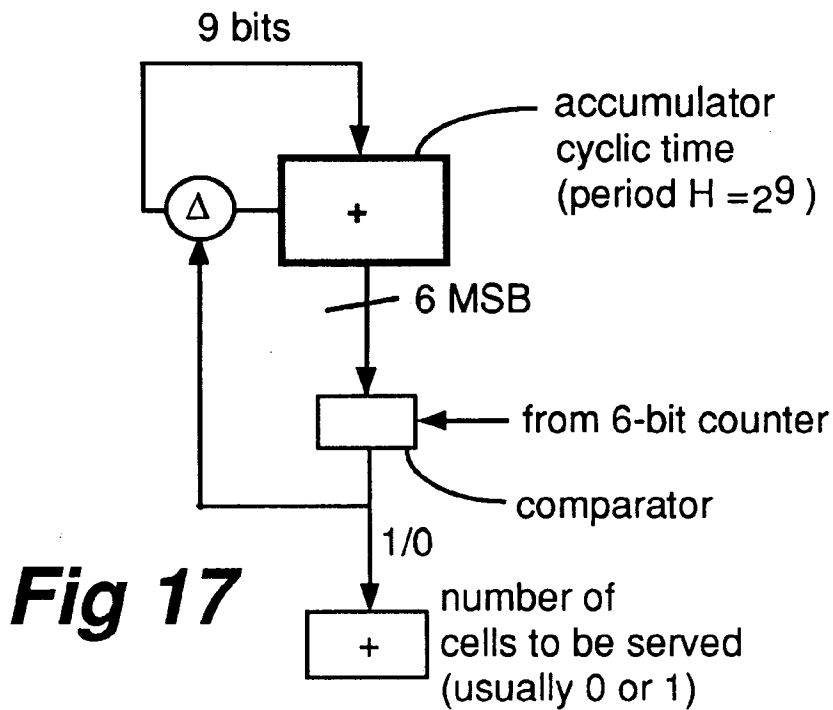 9 bits
accumulator
cyclic time
(period H = 2⁹ )
Δ
+
6 MSB
from 6-bit counter
comparator
1/0
Fig 17
number of
cells to be served
(usually 0 or 1)
+